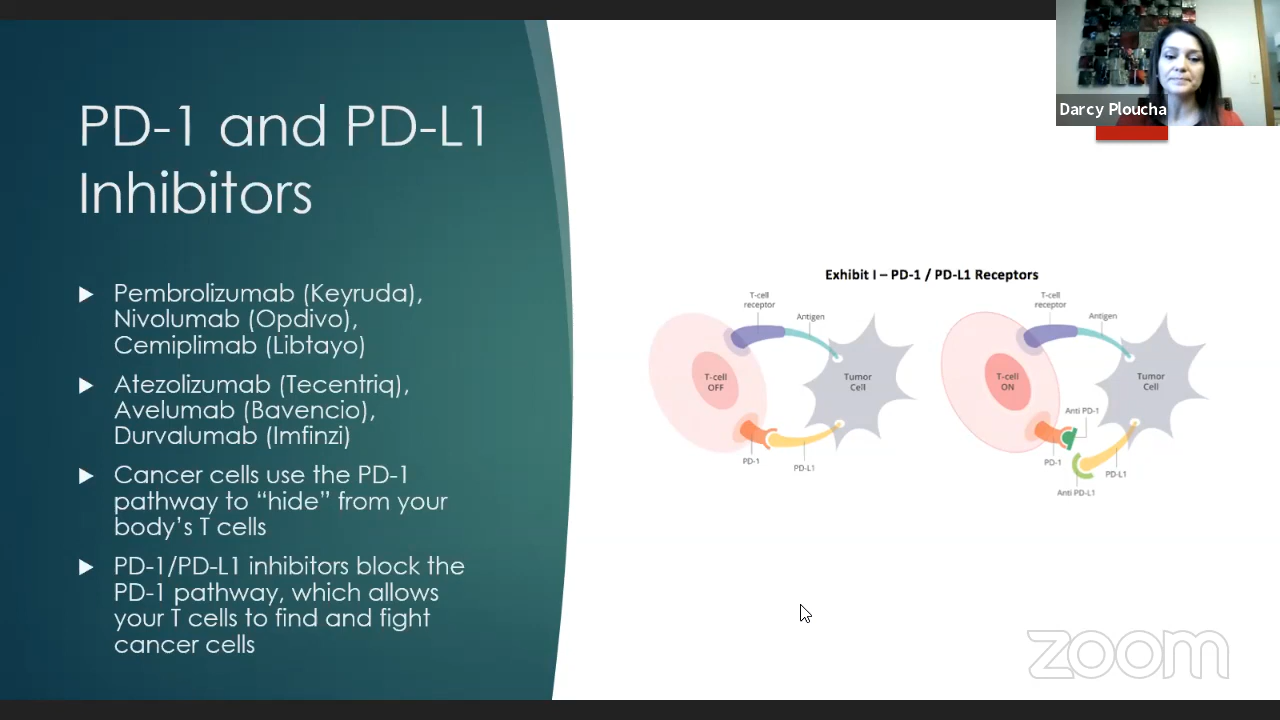 PD-1 and PD-L1
Inhibitors
Pembrolizumab (Keyruda),
Nivolumab (Opdivo),
Cemiplimab (Libtayo)
Atezolizumab (Tecentriq),
Avelumab (Bavencio),
Durvalumab (Imfinzi)
Cancer cells use the PD-1
pathway to “hide” from your
body’s T cells
PD-1/PD-L1 inhibitors block the
PD-1 pathway, which allows
your T cells to find and fight
cancer cells
Darcy Ploucha
Exhibit I – PD-1 / PD-L1 Receptors
T-cell
receptor
Antigen
T-cell
OFF
Tumor
Cell
PD-1
PD-L1
T-cell
receptor
Antigen
T-cell
ON
Tumor
Cell
Anti PD-1
PD-1
PD-L1
Anti PD-L1
zoom